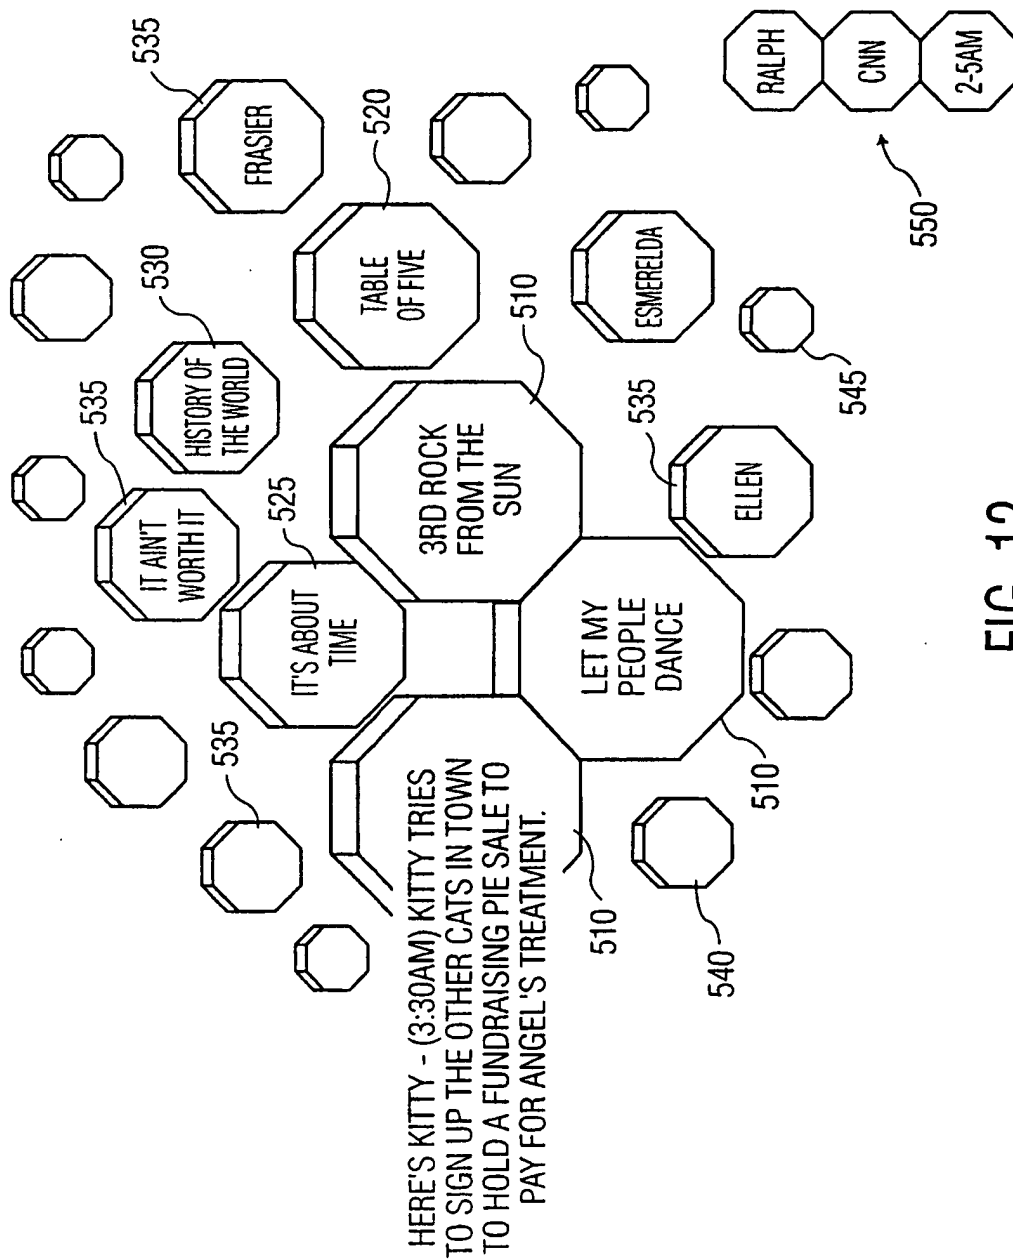 535
535
530
535
IT AIN'T
WORTH IT
HISTORY OF
THE WORLD
FRASIER
525
520
IT'S ABOUT
TIME
TABLE
OF FIVE
HERE'S KITTY - (3:30AM) KITTY TRIES
TO SIGN UP THE OTHER CATS IN TOWN
TO HOLD A FUNDRAISING PIE SALE TO
PAY FOR ANGEL'S TREATMENT.
3RD ROCK
FROM THE
SUN
510
LET MY
PEOPLE
DANCE
ESMERELDA
510
535
ELLEN
540
510
545
RALPH
CNN
2-5AM
550
FIG. 12